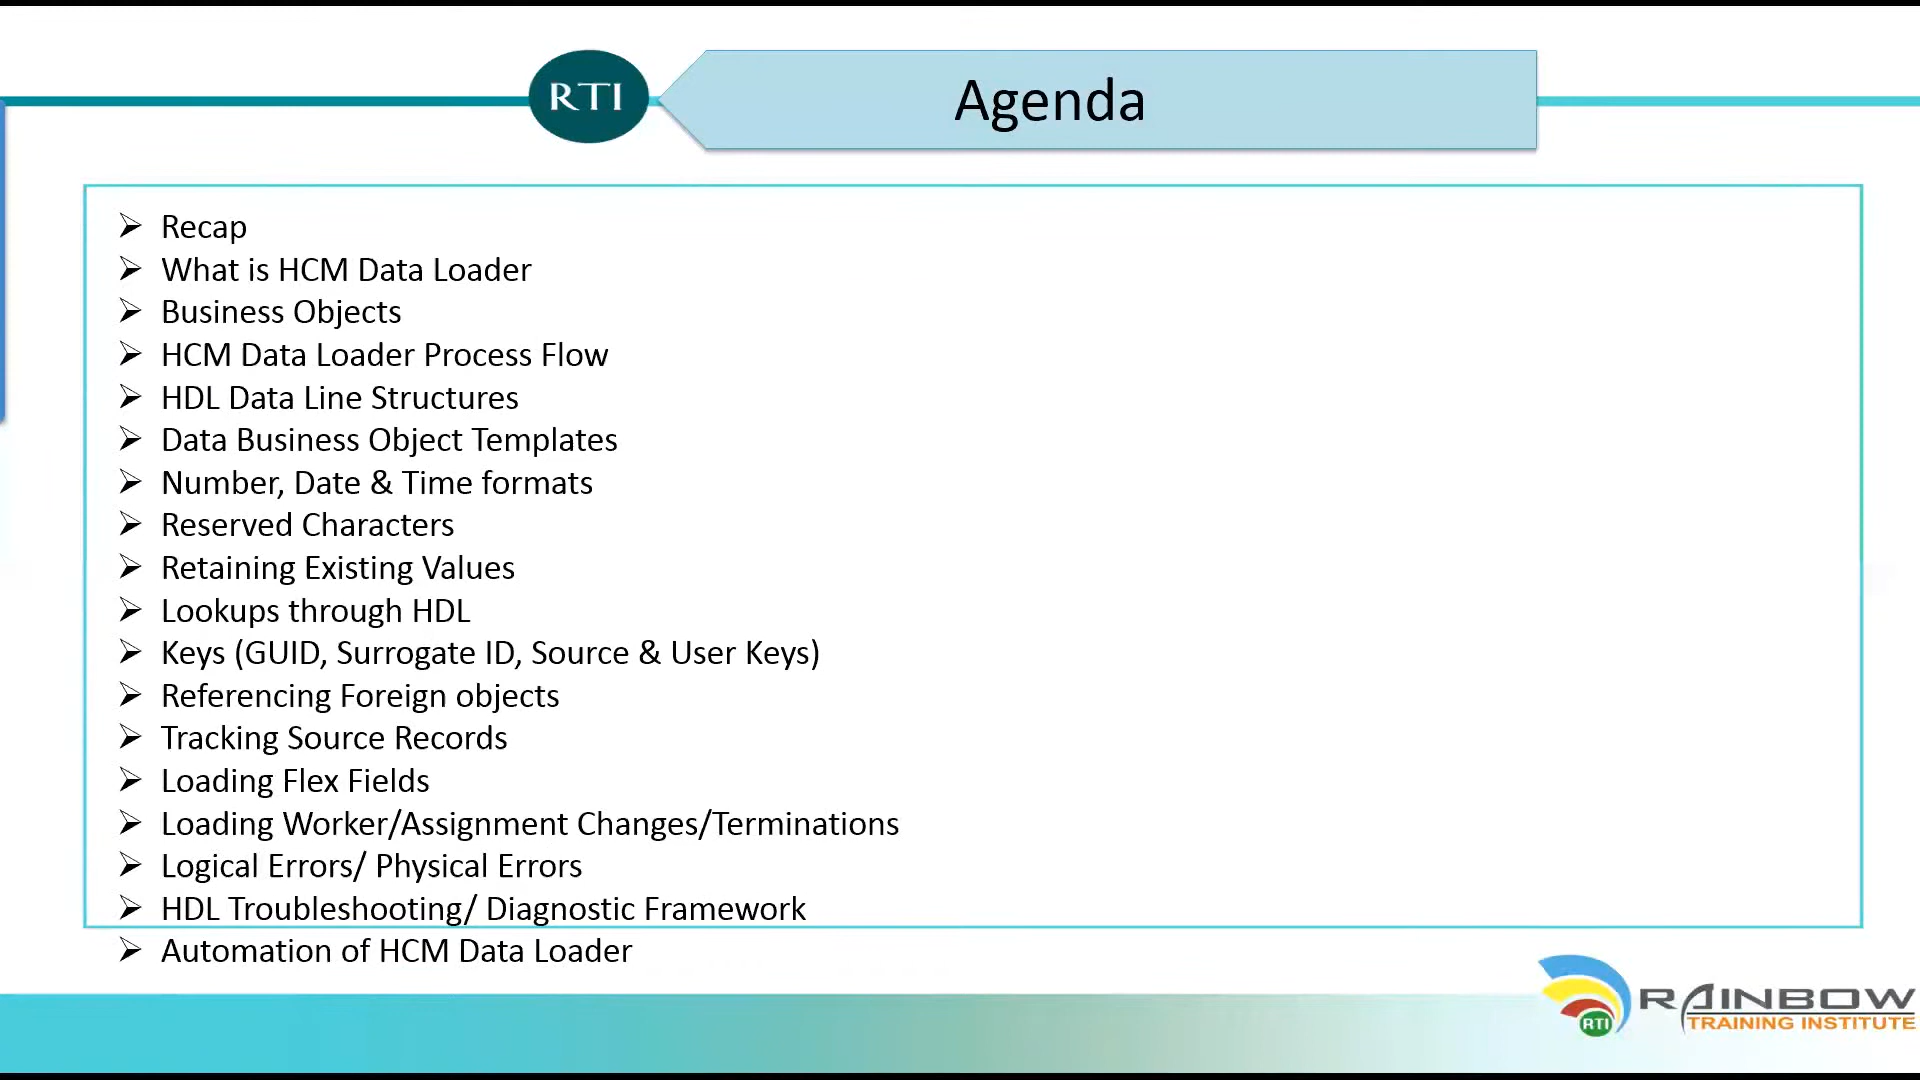 RTI
Agenda
Recap
What is HCM Data Loader
Business Objects
HCM Data Loader Process Flow
HDL Data Line Structures
Data Business Object Templates
Number, Date & Time formats
Reserved Characters
Retaining Existing Values
Lookups through HDL
Keys (GUID, Surrogate ID, Source & User Keys)
Referencing Foreign objects
Tracking Source Records
Loading Flex Fields
Loading Worker/Assignment Changes/Terminations
Logical Errors/ Physical Errors
HDL Troubleshooting/ Diagnostic Framework
Automation of HCM Data Loader
RTI
RAINBOW
TRAINING INSTITUTE